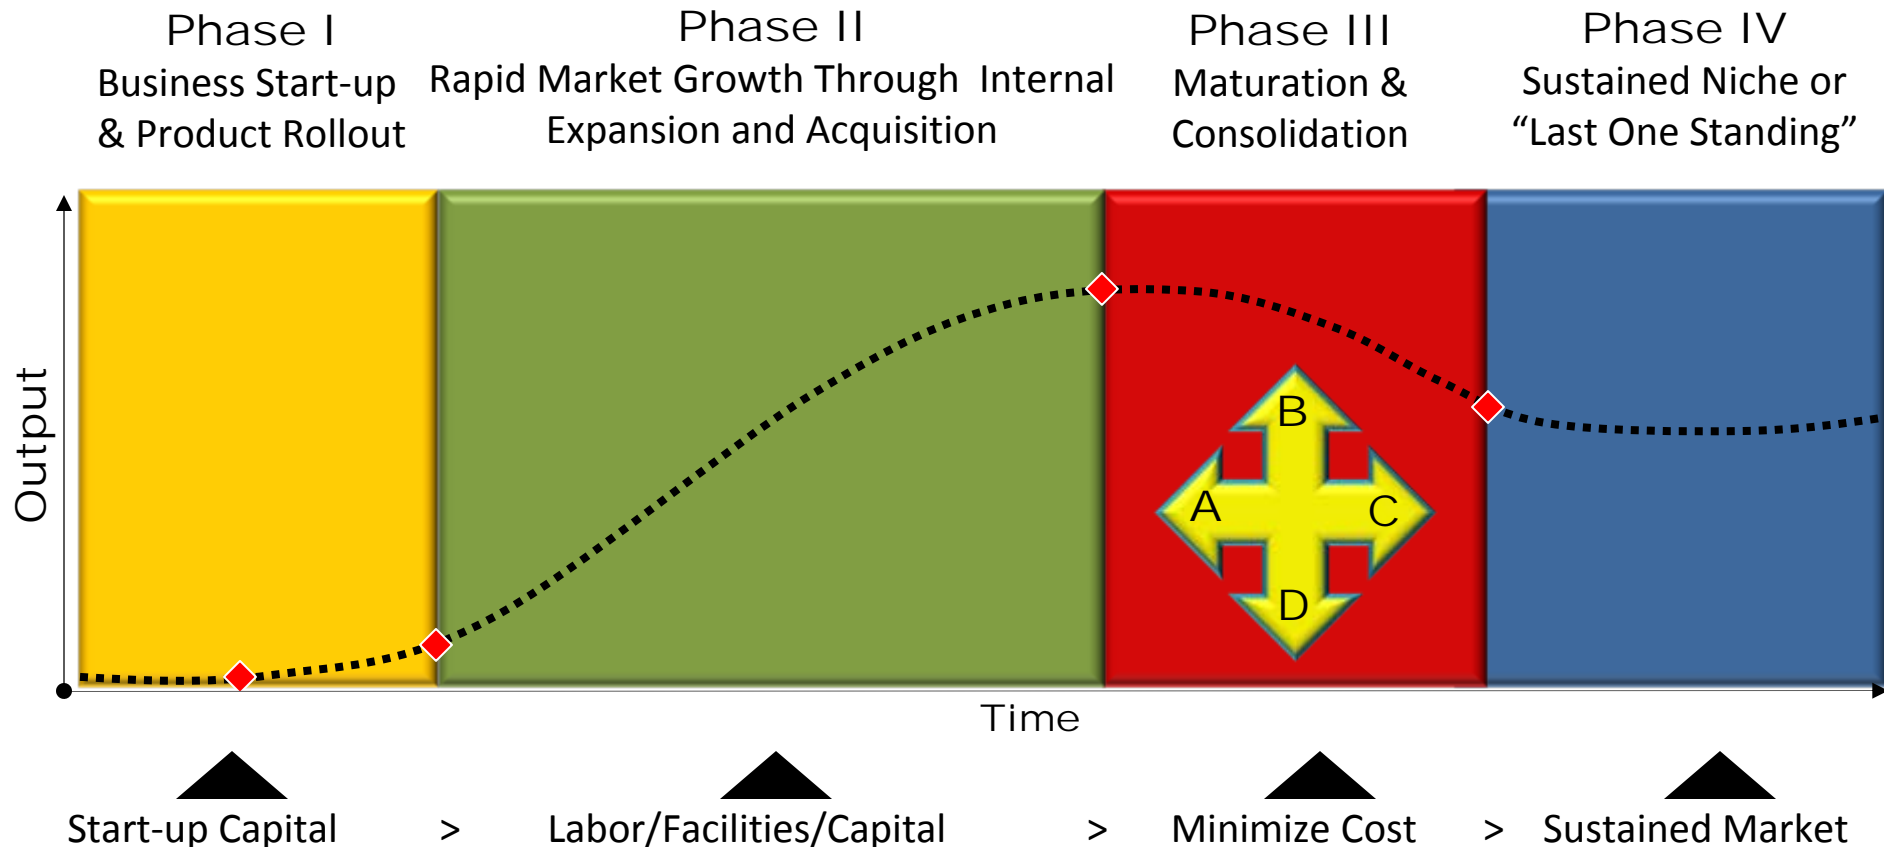 Phase I
Business Start-up
& Product Rollout
Phase II
Rapid Market Growth Through Internal
Expansion and Acquisition
Phase III
Maturation &
Consolidation
Phase IV
Sustained Niche or
“Last One Standing”
Output
B
A
C
D
Time
Start-up Capital > Labor/Facilities/Capital > Minimize Cost > Sustained Market